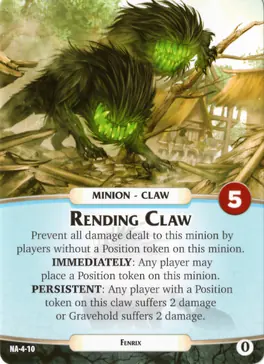 MINION - CLAW
5
RENDING CLAW
Prevent all damage dealt to this minion by
players without a Position token on this minion.
IMMEDIATELY: Any player may
place a Position token on this minion.
PERSISTENT: Any player with a Position
token on this claw suffers 2 damage
or Gravehold suffers 2 damage.
NA-4-10
FENRIX
0